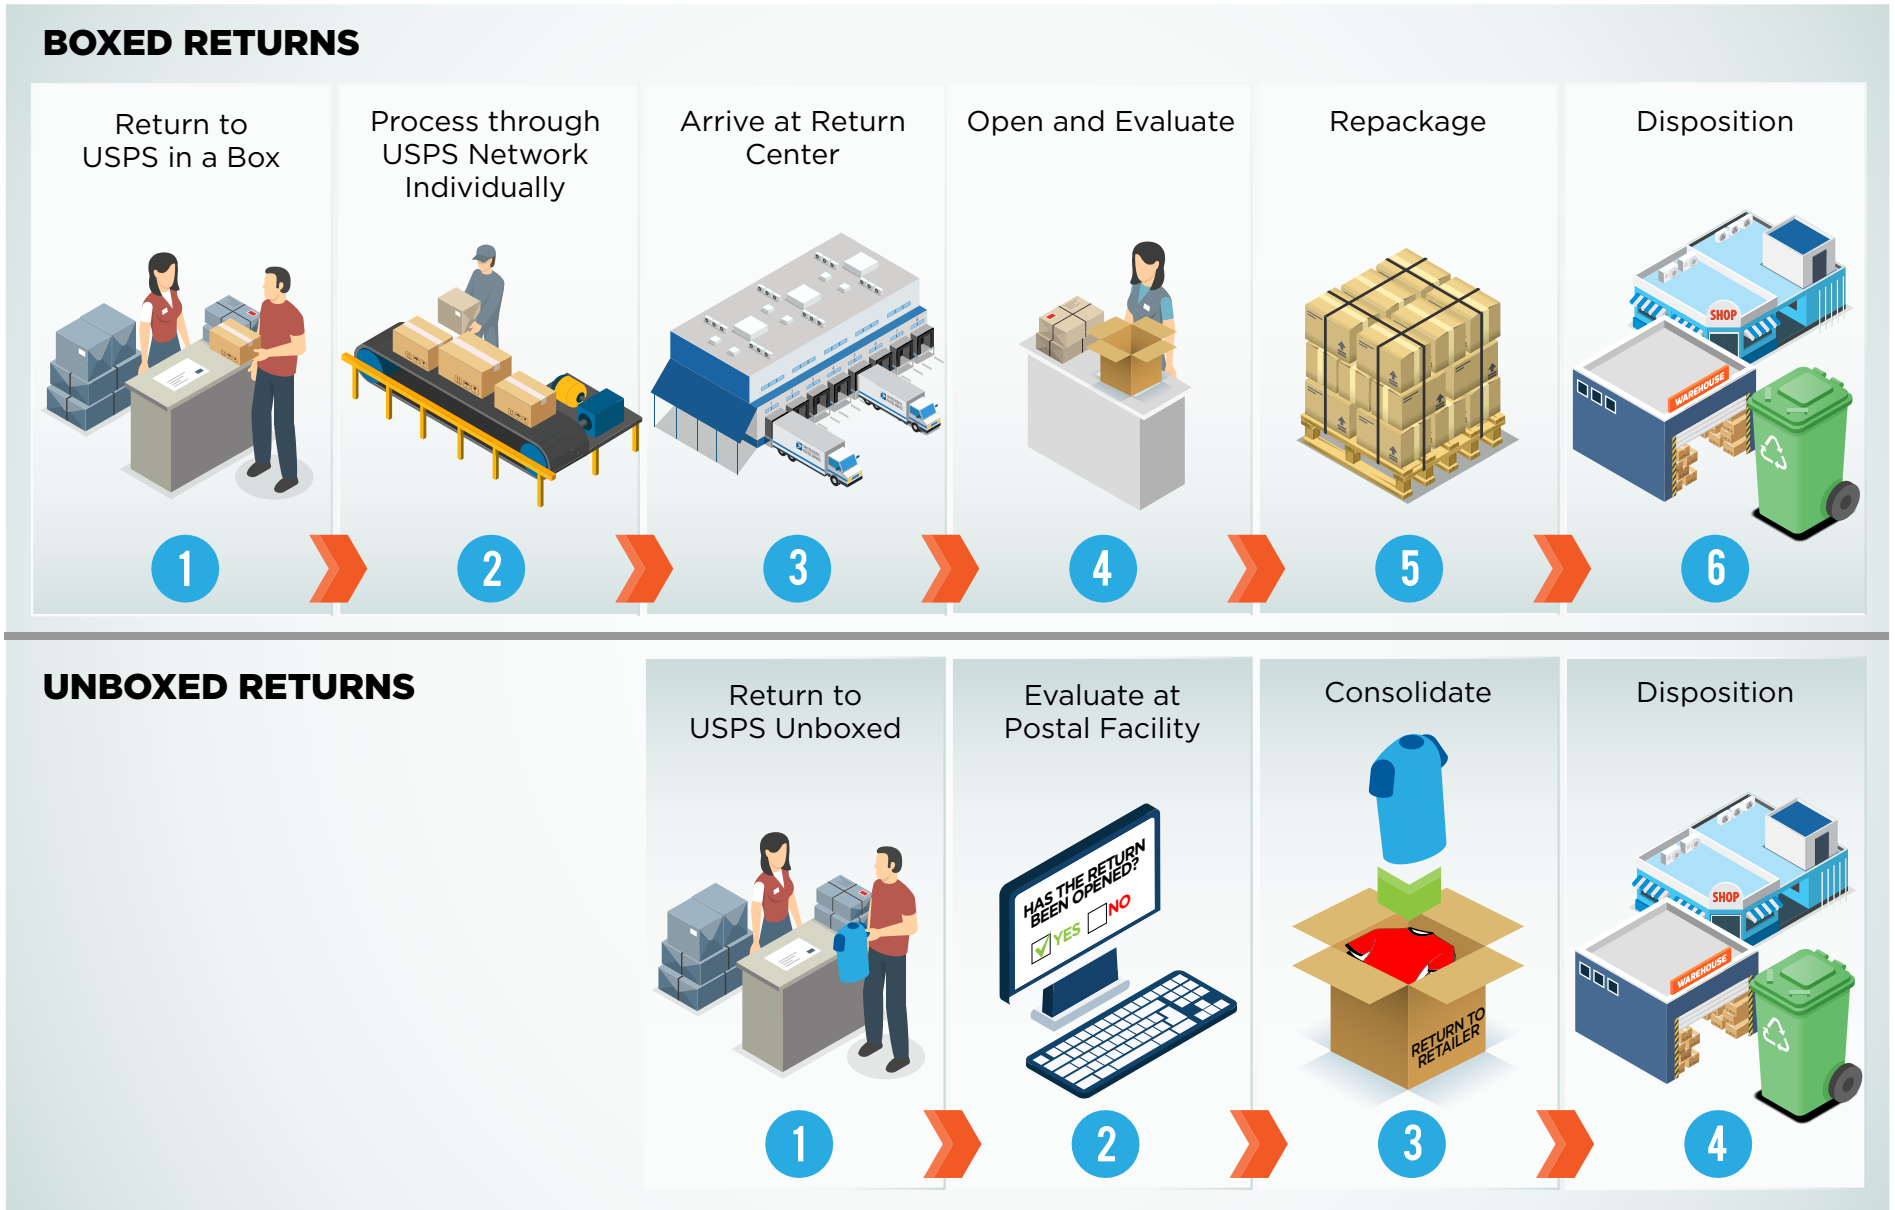 BOXED RETURNS
Return to
USPS in a Box
Process through
USPS Network
Individually
Arrive at Return
Center
Open and Evaluate
Repackage
Disposition
SHOP
WAREHOUSE
1
2
3
4
5
6
UNBOXED RETURNS
Return to
USPS Unboxed
Evaluate at
Postal Facility
Consolidate
Disposition
HAS THE RETURN
BEEN OPENED?
YES
NO
RETURN TO
RETAILER
SHOP
WAREHOUSE
1
2
3
4